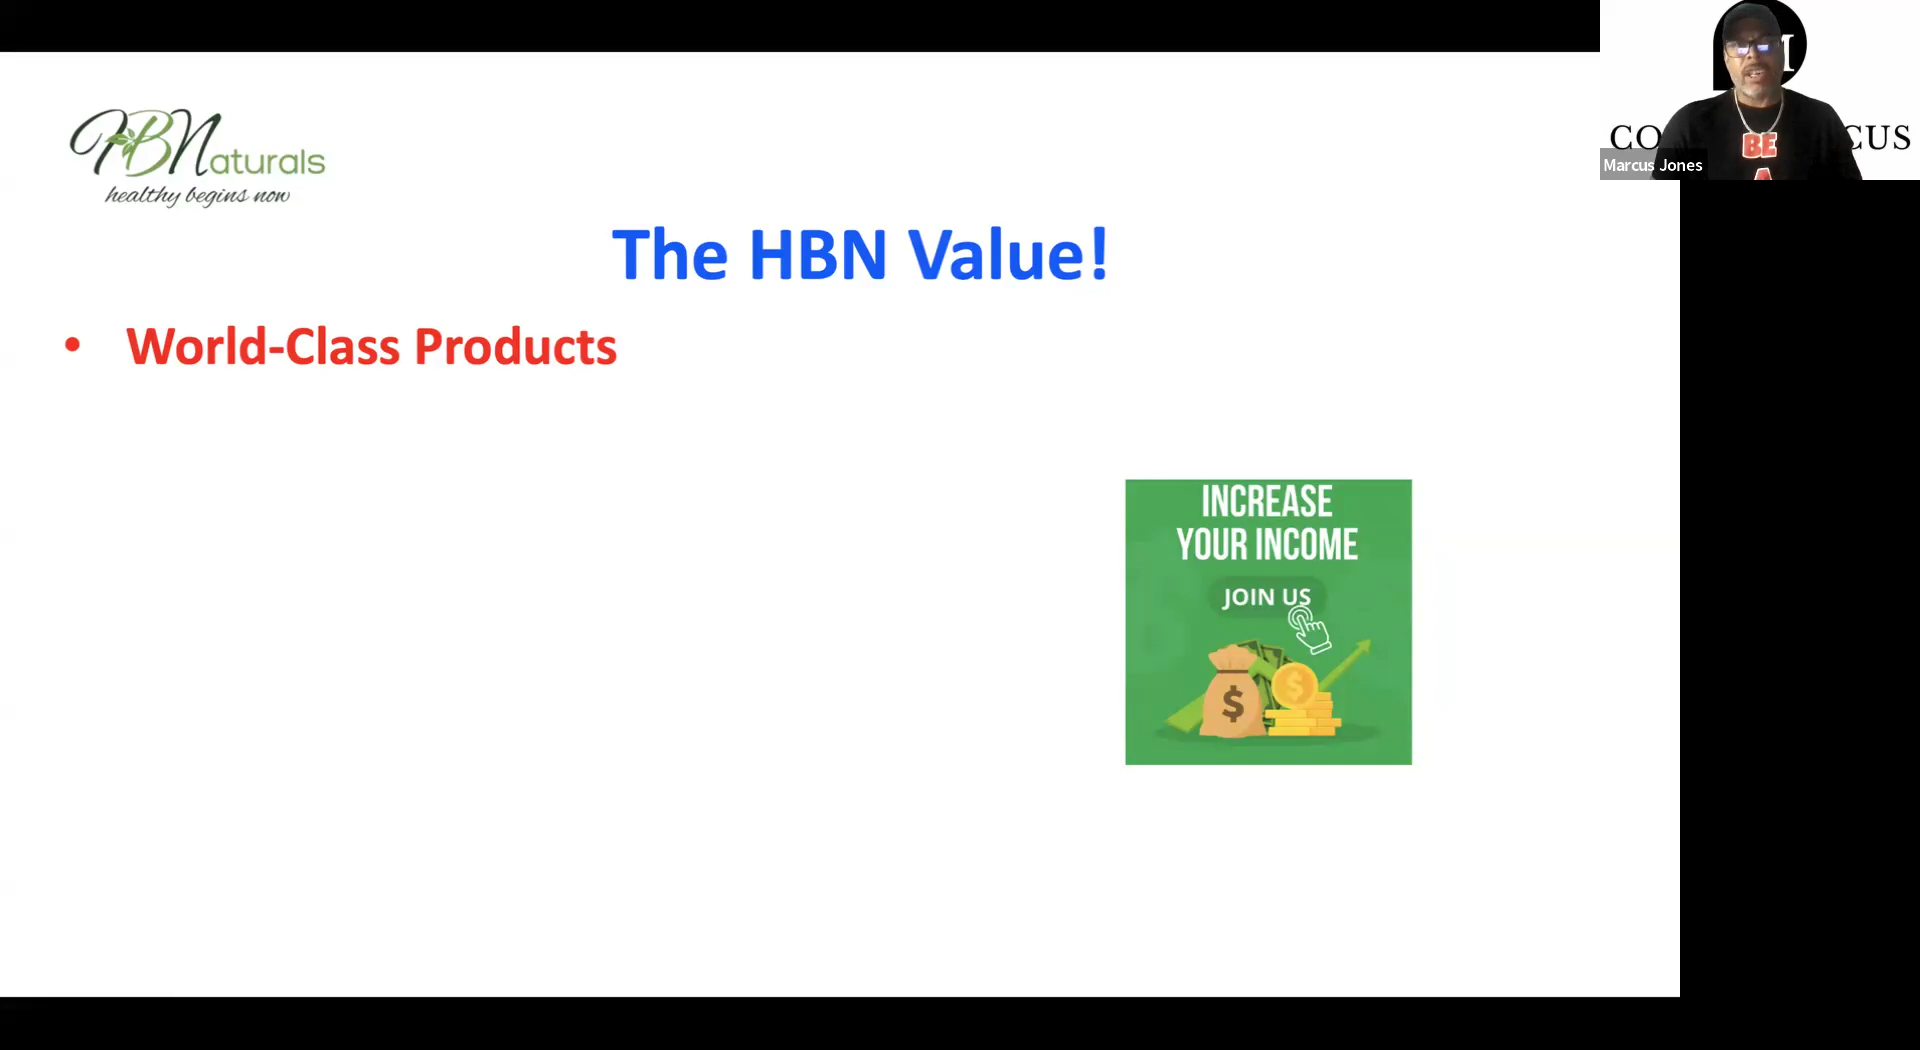 HBNaturals
healthy begins now
The HBN Value!
• World-Class Products
INCREASE
YOUR INCOME
JOIN US
$
$
M
CO CUS
BE
A
Marcus Jones